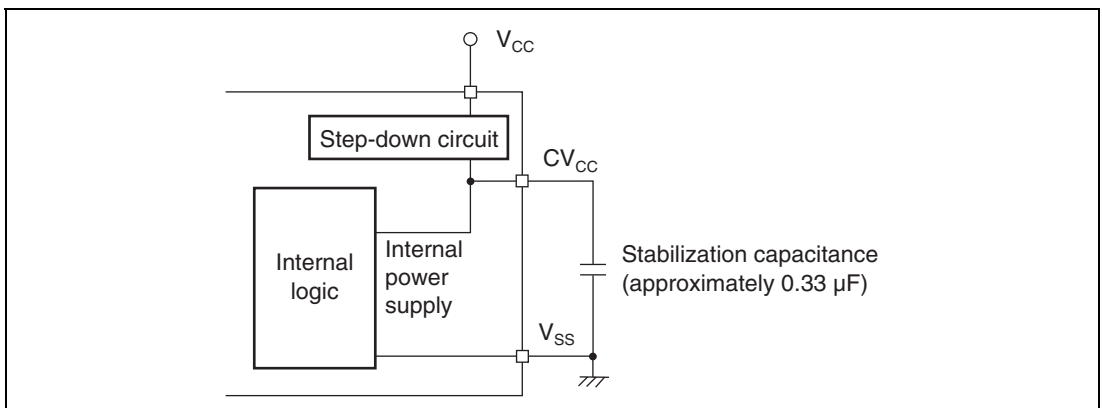 VCC
Step-down circuit
CVCC
Internal
logic
Internal
power
supply
Stabilization capacitance
(approximately 0.33 µF)
VSS